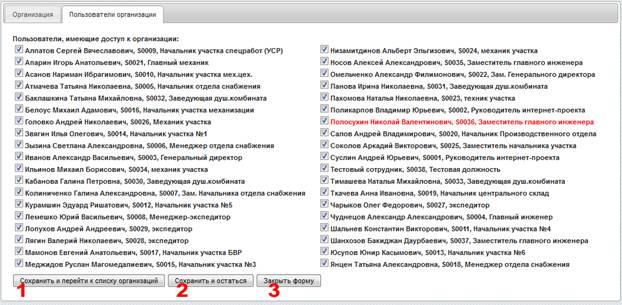 Организация
Пользователи организации
Пользователи, имеющие доступ к организации:
Алпатов Сергей Вячеславович, S0009, Начальник участка спецработ (УСР)
Апарин Игорь Анатольевич, S0021, Главный механик
Асанов Нариман Ибрагимович, S0010, Начальник участка мех.цех.
Атмачева Татьяна Николаевна, S0005, Начальник отдела снабжения
Баклашкина Татьяна Михайловна, S0032, Заведующая душ.комбината
Белоус Михаил Адамович, S0016, Начальник участка механизации
Головко Андрей Николаевич, S0026, Механик участка
Звягин Илья Олегович, S0014, Начальник участка №1
Зызина Светлана Александровна, S0006, Менеджер отдела снабжения
Иванов Александр Васильевич, S0003, Генеральный директор
Ильинов Михаил Борисович, S0034, механик участка
Кабанова Галина Петровна, S0030, Заведующая душ.комбината
Колиниченко Галина Александровна, S0007, Зам. Начальника отдела снабжения
Курамшин Эдуард Ришатович, S0012, Начальник участка №5
Лемешко Юрий Васильевич, S0008, Менеджер-экспедитор
Лопухов Андрей Андреевич, S0029, экспедитор
Лягин Валерий Николаевич, S0028, экспедитор
Мамонов Евгений Анатольевич, S0017, Начальник участка БВР
Меджидов Руслан Магомедалиевич, S0015, Начальник участка №3
Низамитдинов Альберт Эльгизович, S0024, механик участка
Носов Алексей Александрович, S0035, Заместитель главного инженера
Омельченко Александр Филимонович, S0022, Зам. Генерального директора
Панова Ирина Николаевна, S0031, Заведующая душ.комбината
Пахомова Наталья Николаевна, S0023, техник участка
Поликарпов Владимир Юрьевич, S0002, Руководитель интернет-проекта
Полосухин Николай Валентинович, S0036, Заместитель главного инженера
Салов Андрей Владимирович, S0020, Начальник Производственного отдела
Соколов Аркадий Викторович, S0025, Заместитель начальника участка
Суслин Андрей Юрьевич, S0001, Руководитель интернет-проекта
Тестовый сотрудник, S0038, Тестовая должность
Тимашева Наталья Михайловна, S0033, Заведующая душ.комбината
Ткачева Анна Ивановна, S0019, Начальник центрального склад
Чарыков Олег Федорович, S0027, экспедитор
Чуднецов Александр Александрович, S0004, Главный инженер
Шальнев Константин Викторович, S0011, Начальник участка №4
Шанхозов Бакиджан Даурбаевич, S0037, Заместитель главного инженера
Юсупов Юнир Касымович, S0013, Начальник участка №6
Янцен Татьяна Александровна, S0018, Менеджер отдела снабжения
Сохранить и перейти к списку организаций
Сохранить и остаться
Закрыть форму
1
2
3